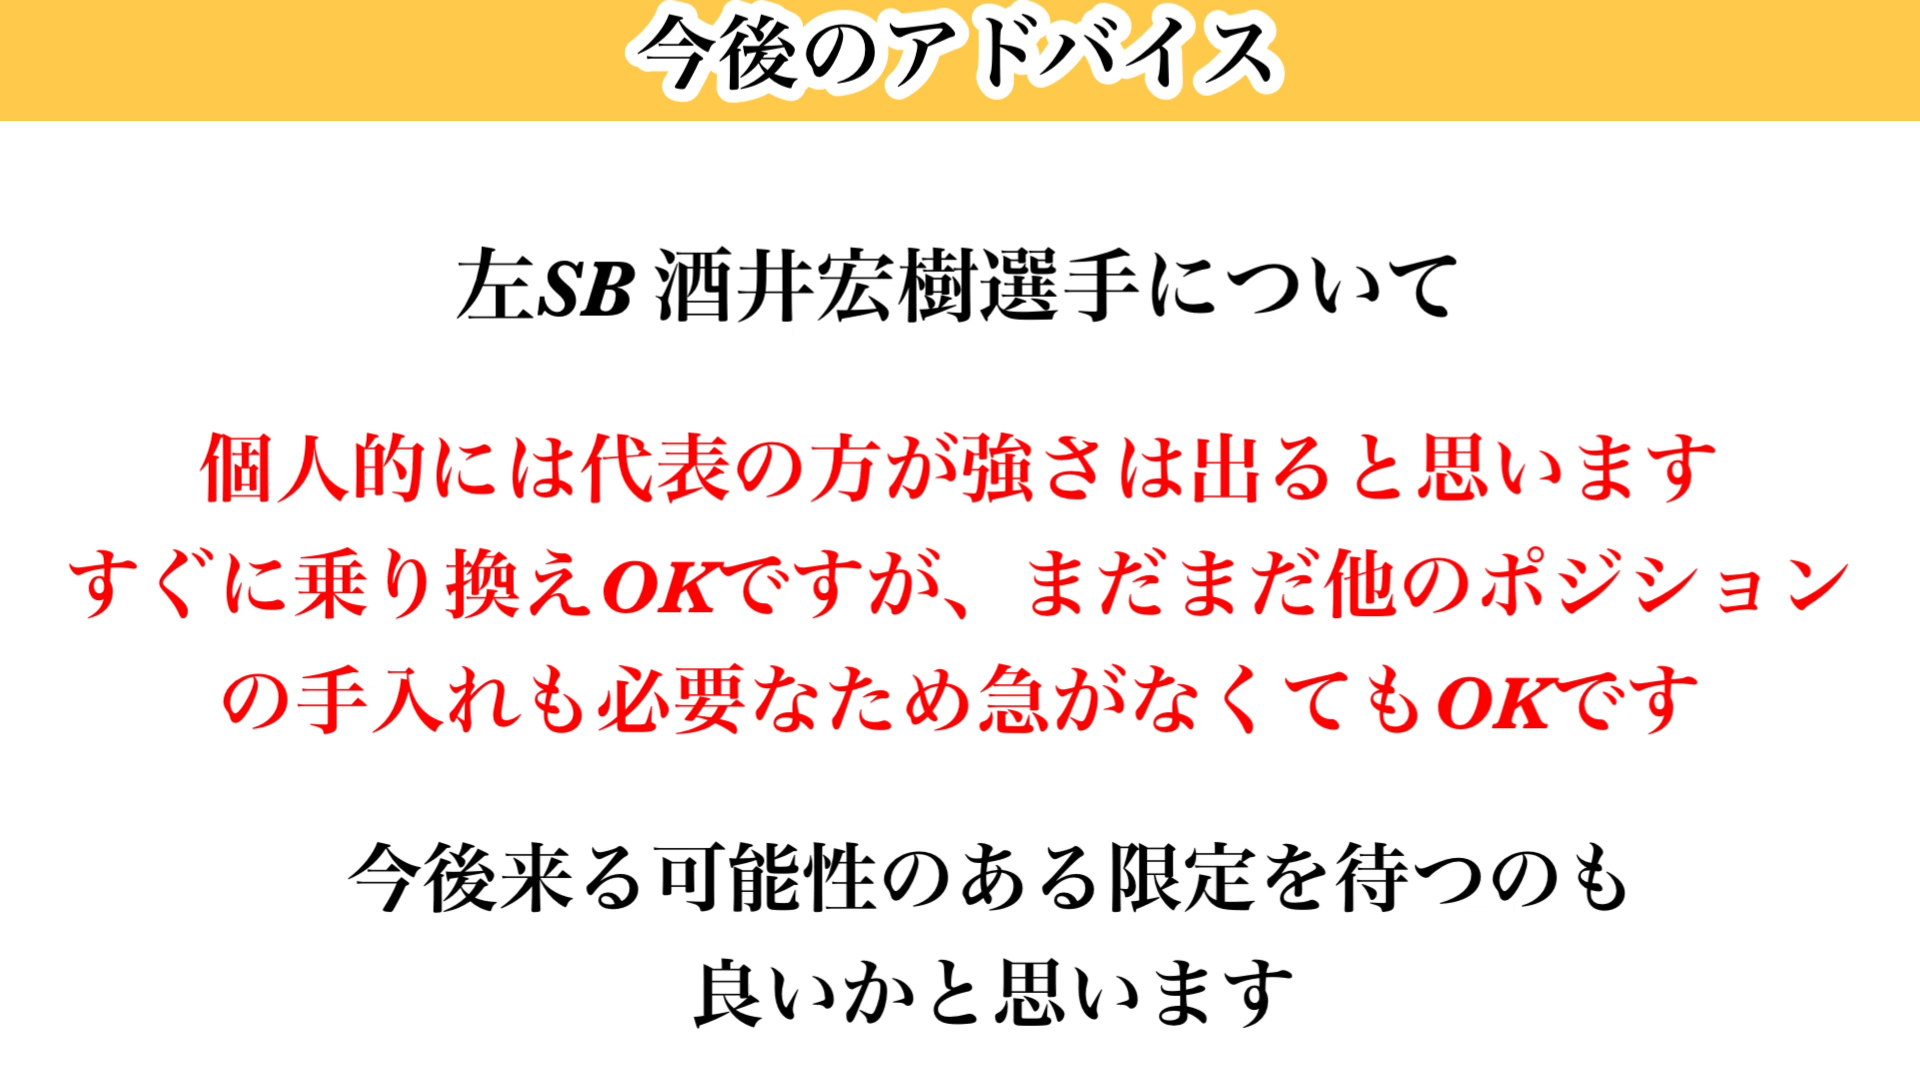 今後のアドバイス
左SB 酒井宏樹選手について
個人的には代表の方が強さは出ると思います
すぐに乗り換えOKですが、まだまだ他のポジション
の手入れも必要なため急がなくてもOKです
今後来る可能性のある限定を待つのも
良いかと思います